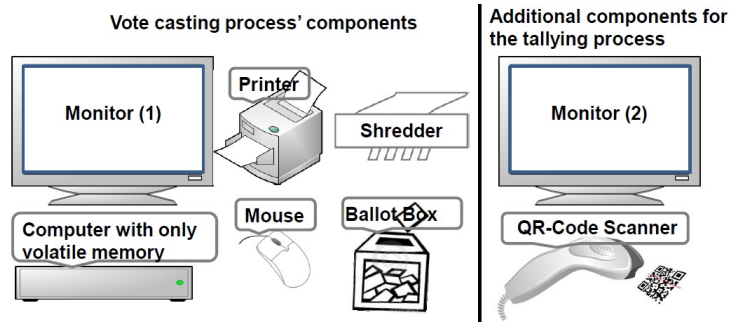 Vote casting process’ components
Additional components for
the tallying process
Monitor (1)
Printer
Shredder
Monitor (2)
Computer with only
volatile memory
Mouse
Ballot Box
QR-Code Scanner